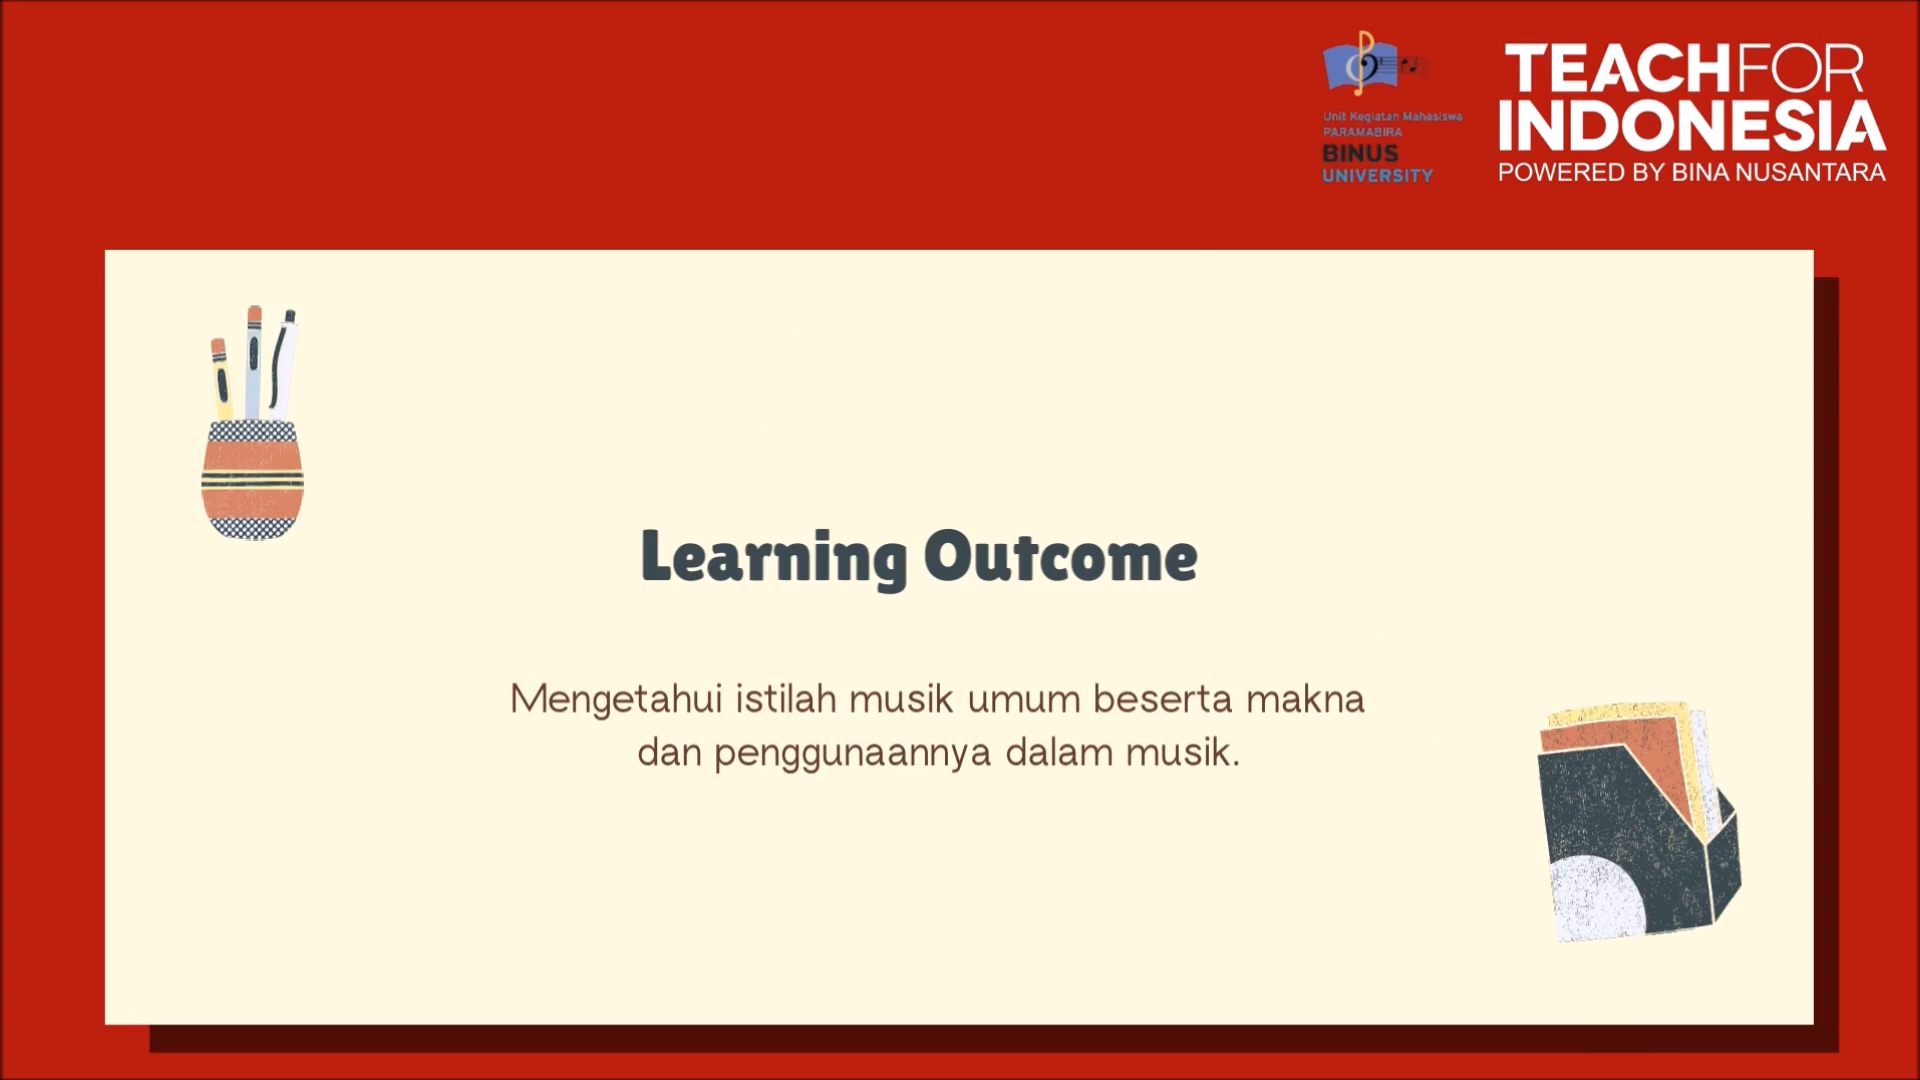 Unit Kegiatan Mahasiswa
PARAMABIRA
BINUS
UNIVERSITY
TEACHFOR
INDONESIA
POWERED BY BINA NUSANTARA
Learning Outcome
Mengetahui istilah musik umum beserta makna
dan penggunaannya dalam musik.